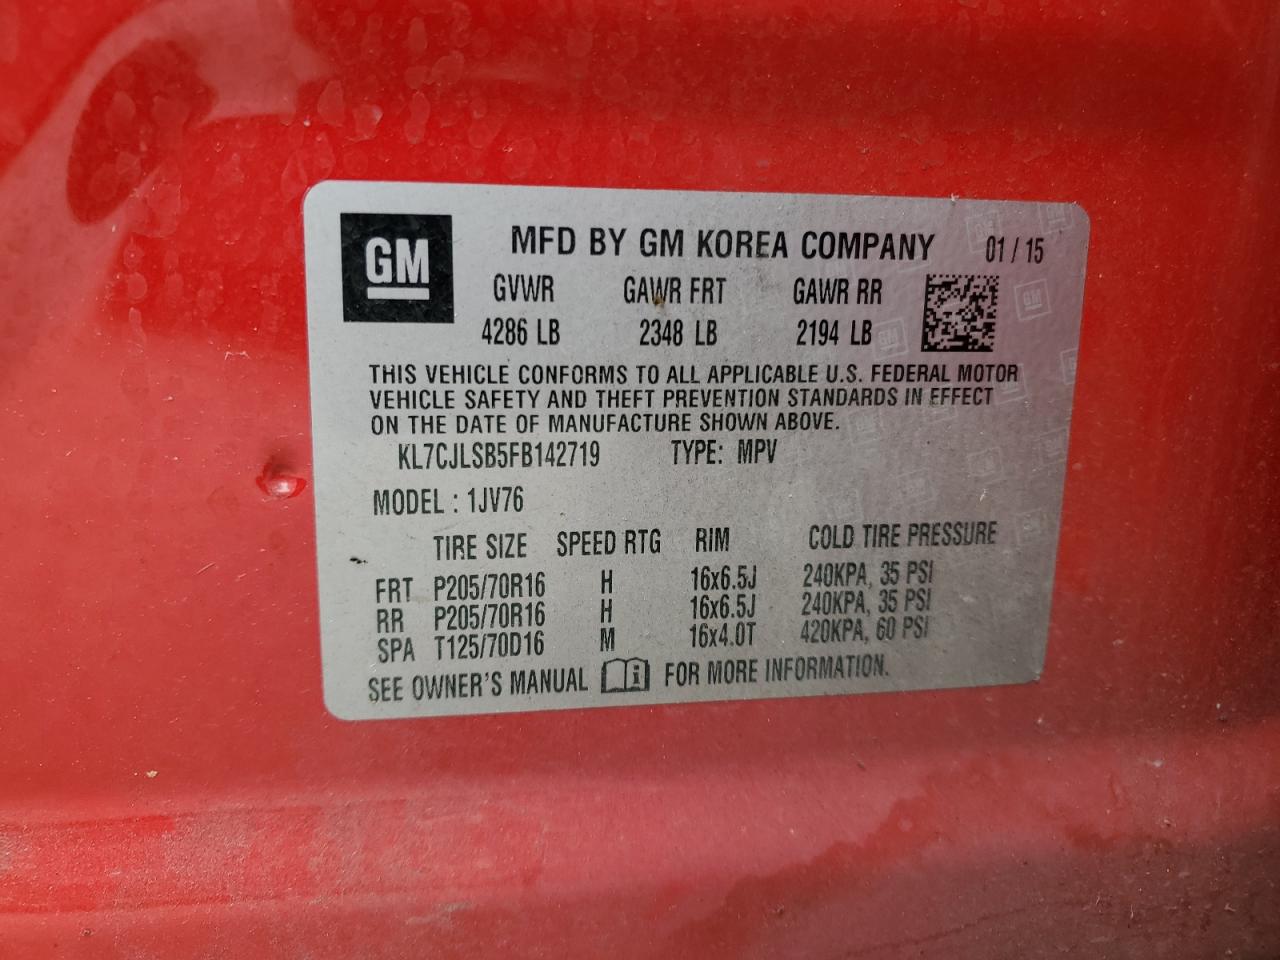 GM
MFD BY GM KOREA COMPANY 01 / 15
GVWR GAWR FRT GAWR RR
4286 LB 2348 LB 2194 LB
THIS VEHICLE CONFORMS TO ALL APPLICABLE U.S. FEDERAL MOTOR
VEHICLE SAFETY AND THEFT PREVENTION STANDARDS IN EFFECT
ON THE DATE OF MANUFACTURE SHOWN ABOVE.
KL7CJLSB5FB142719 TYPE: MPV
MODEL : 1JV76
TIRE SIZE SPEED RTG RIM COLD TIRE PRESSURE
FRT P205/70R16 H 16x6.5J 240KPA, 35 PSI
RR P205/70R16 H 16x6.5J 240KPA, 35 PSI
SPA T125/70D16 M 16x4.0T 420KPA, 60 PSI
SEE OWNER'S MANUAL FOR MORE INFORMATION.